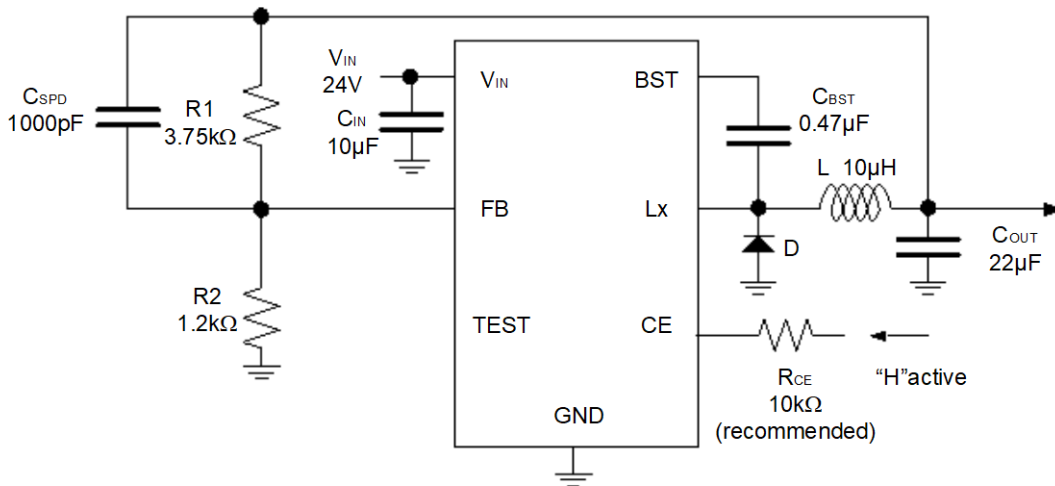 CSPD
1000pF
R1
3.75kΩ
R2
1.2kΩ
VIN
24V
CIN
10µF
VIN
FB
TEST
GND
BST
Lx
CE
CBST
0.47µF
L 10µH
D
COUT
22µF
RCE
10kΩ
(recommended)
“H”active